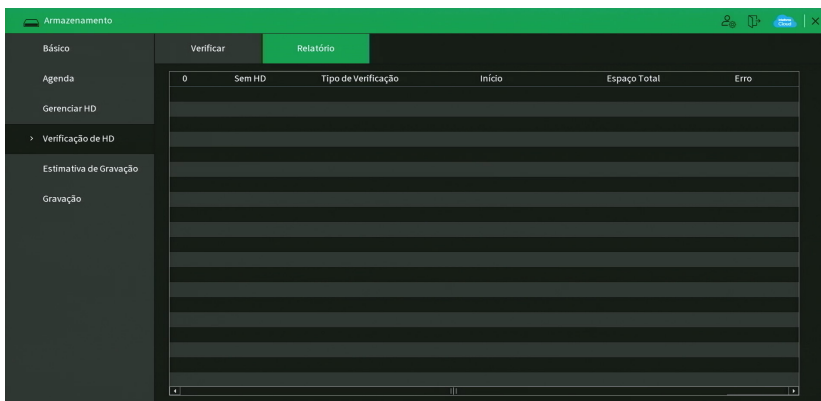 Armazenamento
Cloud
Básico
Verificar
Relatório
Agenda
0 Sem HD Tipo de Verificação Início Espaço Total Erro
Gerenciar HD
> Verificação de HD
Estimativa de Gravação
Gravação